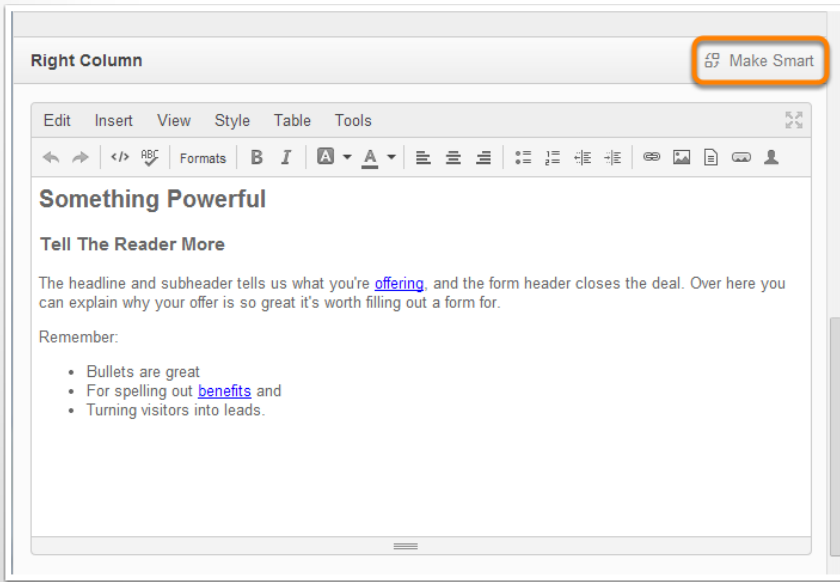 Right Column
Make Smart
Edit Insert View Style Table Tools
</> ABC Formats B I A A
Something Powerful
Tell The Reader More
The headline and subheader tells us what you're offering, and the form header closes the deal. Over here you
can explain why your offer is so great it's worth filling out a form for.
Remember:
• Bullets are great
• For spelling out benefits and
• Turning visitors into leads.